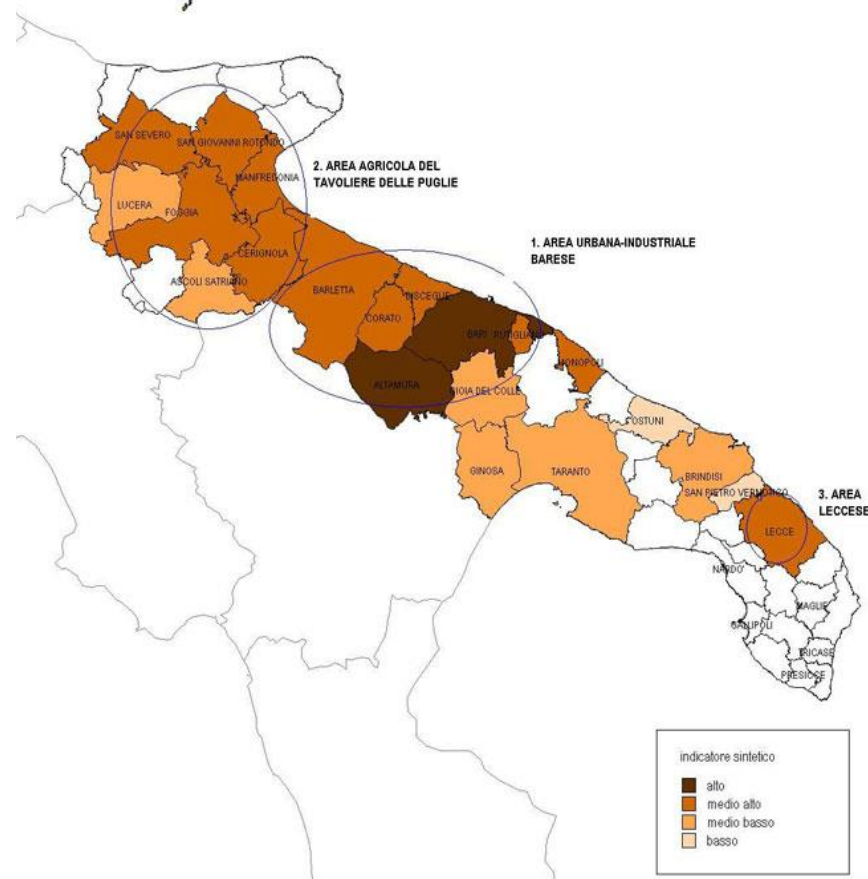 SAN SEVERO
SAN GIOVANNI ROTONDO
MANFREDONIA
LUCERA
FOGGIA
CERIGNOLA
ASCOLI SATRIANO
2. AREA AGRICOLA DEL
TAVOLIERE DELLE PUGLIE
1. AREA URBANA-INDUSTRIALE
BARESE
BARLETTA
BISCEGLIE
CORATO
BARI
RUTIGLIANO
MONOPOLI
ALTAMURA
GIOIA DEL COLLE
OSTUNI
GINOSA
TARANTO
BRINDISI
SAN PIETRO VERNOTICO
3. AREA
LECCESE
LECCE
NARDO'
MAGLIE
GALLIPOLI
TRICASE
PRESICCE
indicatore sintetico
alto
medio alto
medio basso
basso